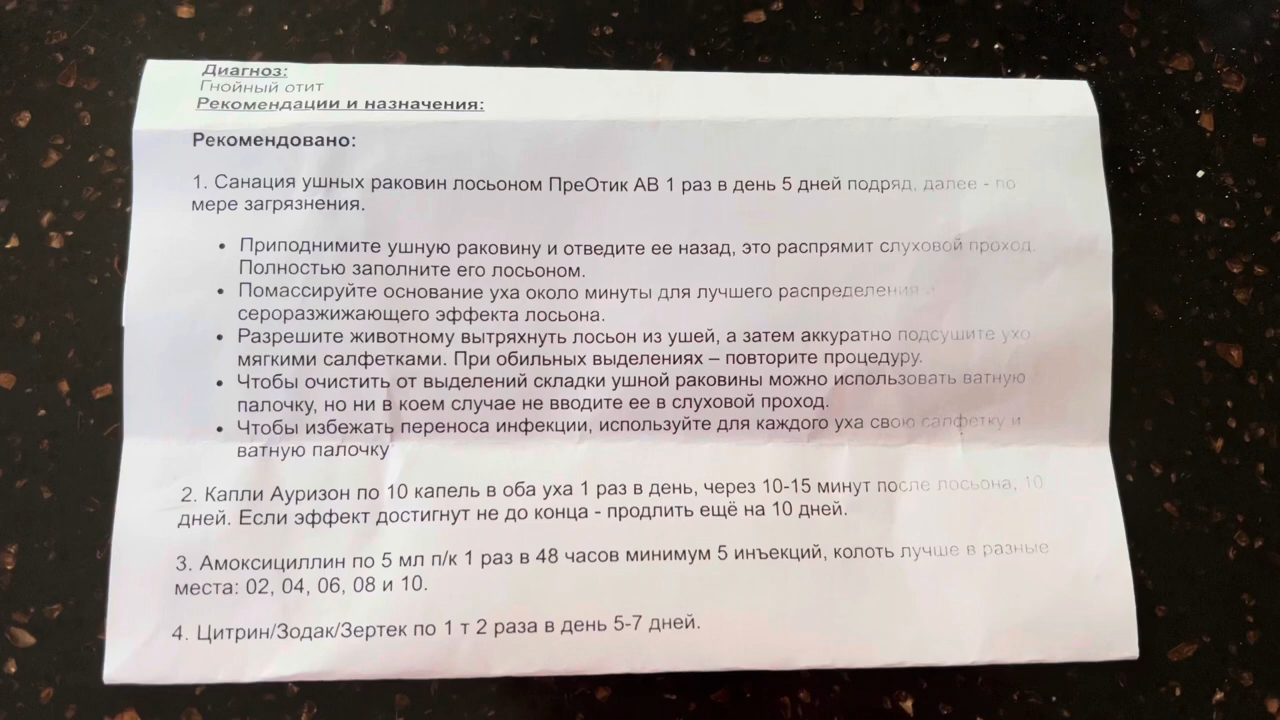 Диагноз:
Гнойный отит
Рекомендации и назначения:
Рекомендовано:
1. Санация ушных раковин лосьоном ПреОтик АВ 1 раз в день 5 дней подряд, далее - по
мере загрязнения.
• Приподнимите ушную раковину и отведите ее назад, это распрямит слуховой проход.
Полностью заполните его лосьоном.
• Помассируйте основание уха около минуты для лучшего распределения и
сероразжижающего эффекта лосьона.
• Разрешите животному вытряхнуть лосьон из ушей, а затем аккуратно подсушите ухо
мягкими салфетками. При обильных выделениях – повторите процедуру.
• Чтобы очистить от выделений складки ушной раковины можно использовать ватную
палочку, но ни в коем случае не вводите ее в слуховой проход.
• Чтобы избежать переноса инфекции, используйте для каждого уха свою салфетку и
ватную палочку
2. Капли Ауризон по 10 капель в оба уха 1 раз в день, через 10-15 минут после лосьона, 10
дней. Если эффект достигнут не до конца - продлить ещё на 10 дней.
3. Амоксициллин по 5 мл п/к 1 раз в 48 часов минимум 5 инъекций, колоть лучше в разные
места: 02, 04, 06, 08 и 10.
4. Цитрин/Зодак/Зертек по 1 т 2 раза в день 5-7 дней.